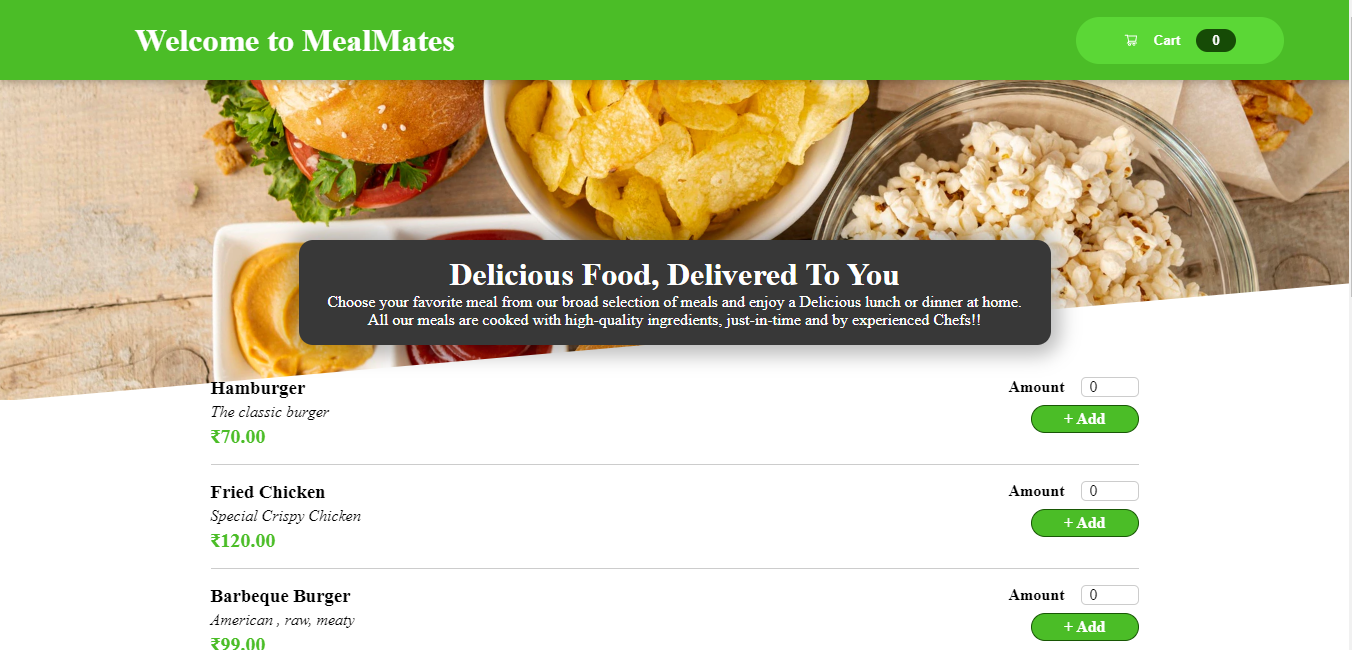 Welcome to MealMates
Cart 0
Delicious Food, Delivered To You
Choose your favorite meal from our broad selection of meals and enjoy a Delicious lunch or dinner at home.
All our meals are cooked with high-quality ingredients, just-in-time and by experienced Chefs!!
Hamburger
Amount 0
The classic burger
+ Add
₹70.00
Fried Chicken
Amount 0
Special Crispy Chicken
+ Add
₹120.00
Barbeque Burger
Amount 0
American , raw, meaty
+ Add
₹99.00